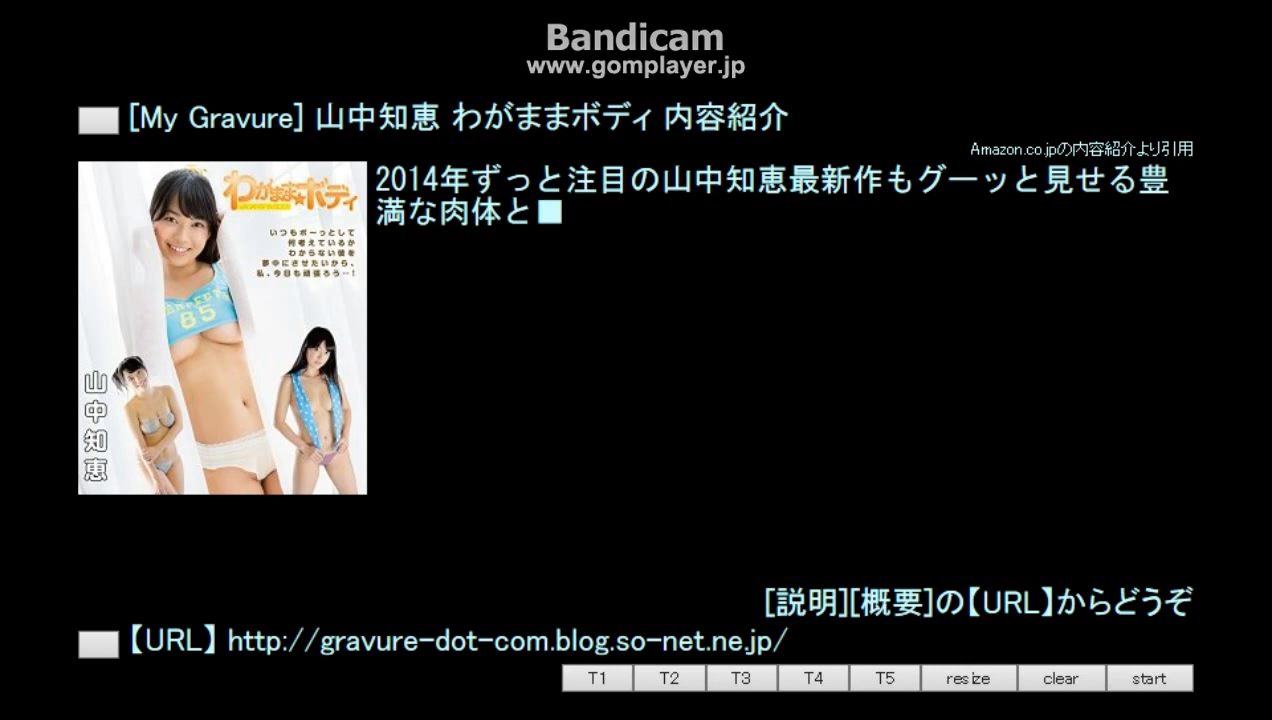 Bandicam
www.gomplayer.jp
[My Gravure] 山中知恵 わがままボディ 内容紹介
Amazon.co.jpの内容紹介より引用
2014年ずっと注目の山中知恵最新作もグーッと見せる豊
満な肉体と
わがまま★ボディ
いつもボーっとして
何考えているか
わからない彼を
夢中にさせたいから、
私、今日も頑張ろう…!
PERFECT
85
山中知恵
[説明][概要]の【URL】からどうぞ
【URL】 http://gravure-dot-com.blog.so-net.ne.jp/
T1 T2 T3 T4 T5 resize clear start